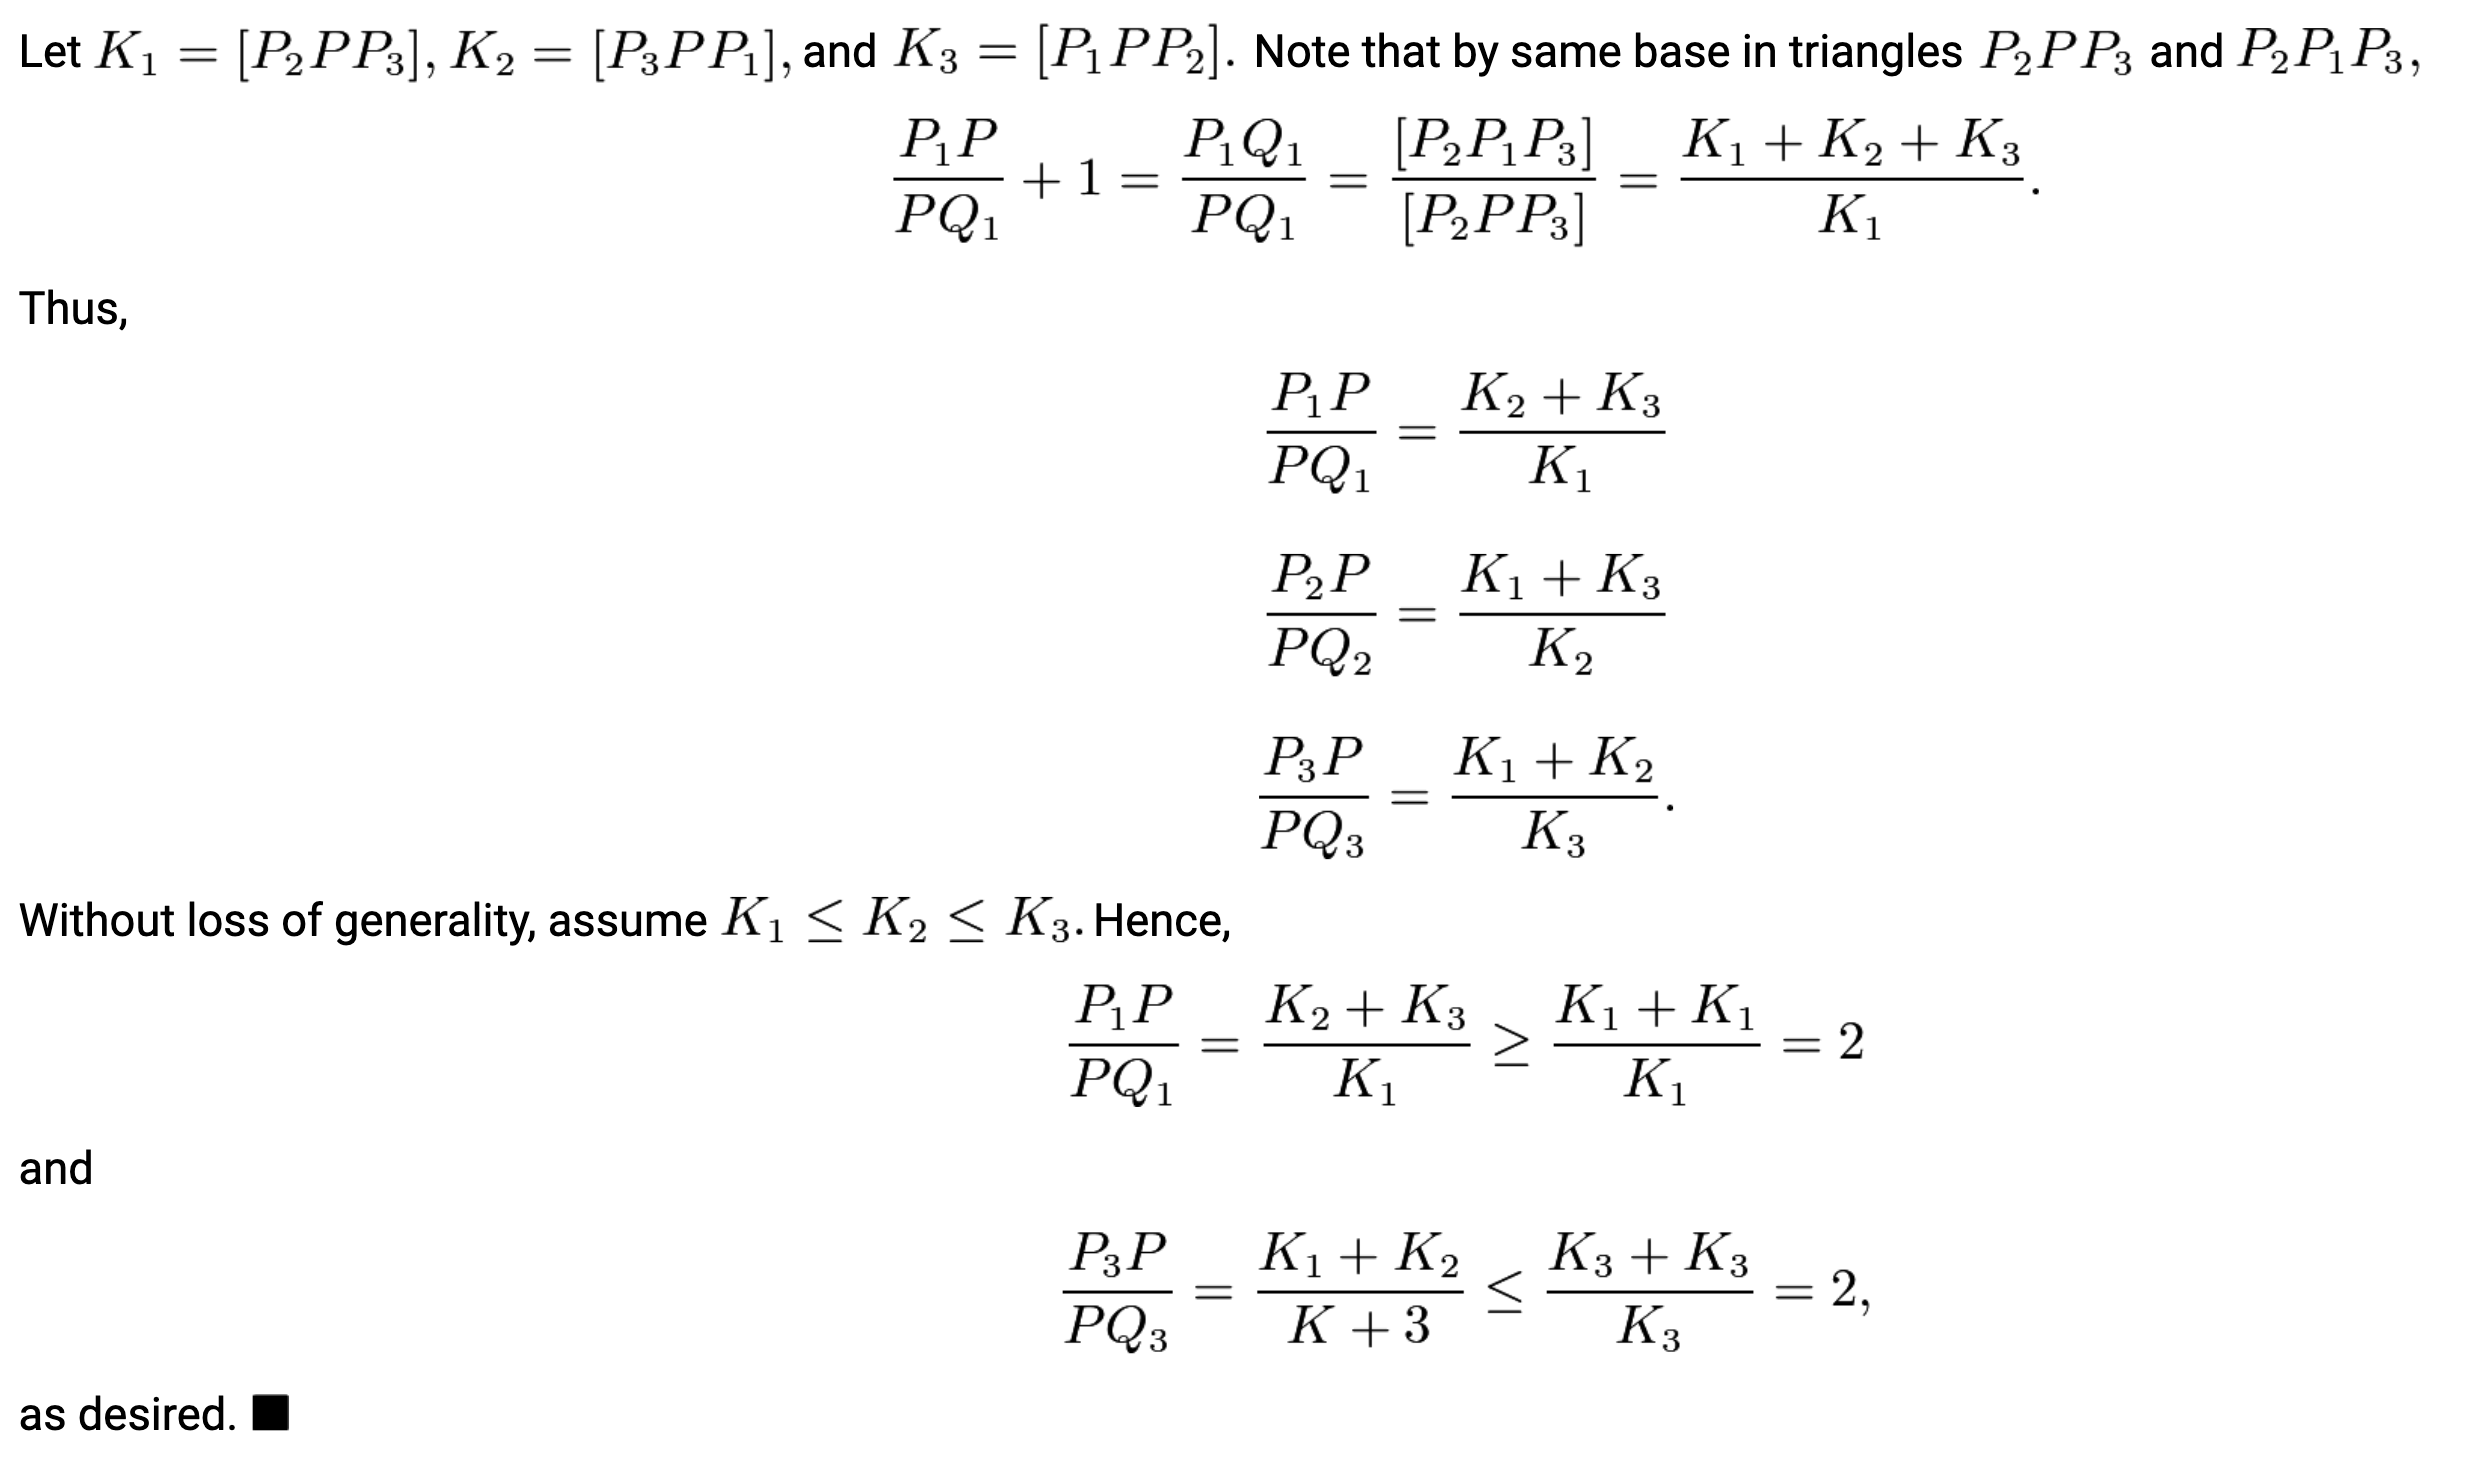 Let $K_1 = [P_2PP_3], K_2 = [P_3PP_1],$ and $K_3 = [P_1PP_2].$ Note that by same base in triangles $P_2PP_3$ and $P_2P_1P_3,$
$\frac{P_1P}{PQ_1} + 1 = \frac{P_1Q_1}{PQ_1} = \frac{[P_2P_1P_3]}{[P_2PP_3]} = \frac{K_1 + K_2 + K_3}{K_1}.$
Thus,
$\frac{P_1P}{PQ_1} = \frac{K_2 + K_3}{K_1}$
$\frac{P_2P}{PQ_2} = \frac{K_1 + K_3}{K_2}$
$\frac{P_3P}{PQ_3} = \frac{K_1 + K_2}{K_3}.$
Without loss of generality, assume $K_1 \leq K_2 \leq K_3.$ Hence,
$\frac{P_1P}{PQ_1} = \frac{K_2 + K_3}{K_1} \geq \frac{K_1 + K_1}{K_1} = 2$
and
$\frac{P_3P}{PQ_3} = \frac{K_1 + K_2}{K + 3} \leq \frac{K_3 + K_3}{K_3} = 2,$
as desired. ■